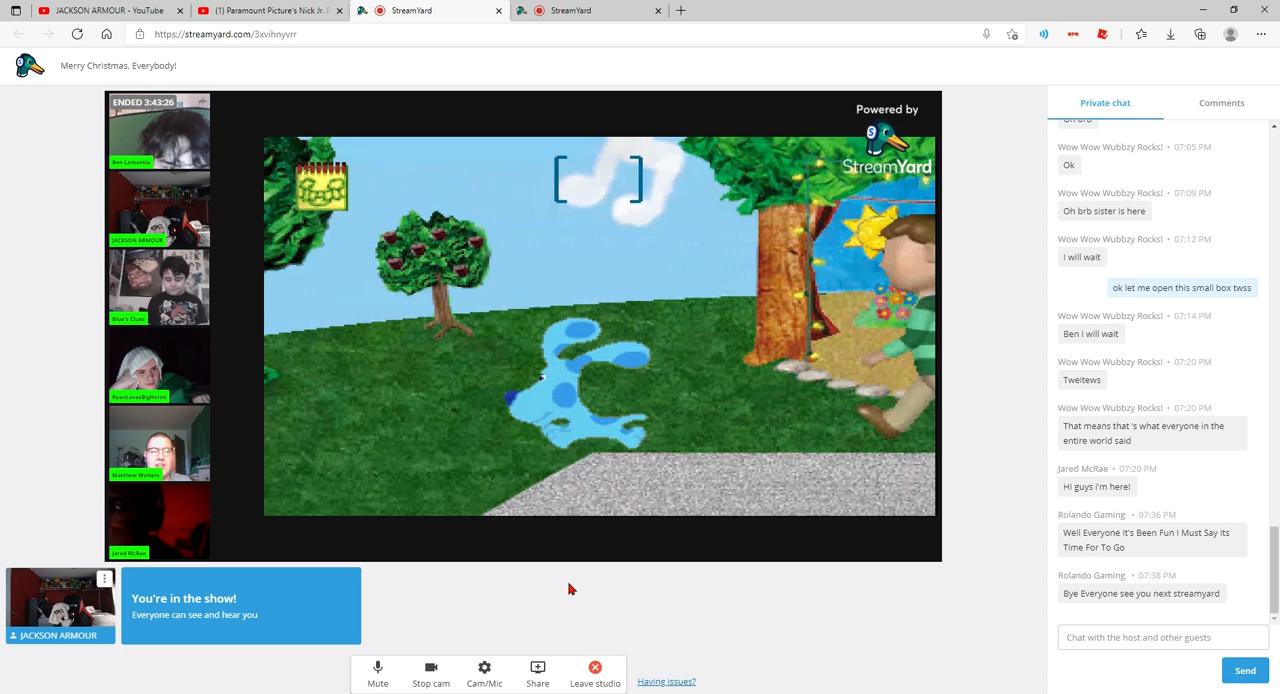 JACKSON ARMOUR - YouTube
(1) Paramount Picture's Nick Jr. F
StreamYard
StreamYard
https://streamyard.com/3xvihnyvrr
Merry Christmas, Everybody!
ENDED 3:43:26
Powered by
StreamYard
Ben Lamantia
JACKSON ARMOUR
Blue's Clues
RyanLovesBigHero6
Matthew Walters
Jared McRae
JACKSON ARMOUR
You're in the show!
Everyone can see and hear you
Mute
Stop cam
Cam/Mic
Share
Leave studio
Having issues?
Private chat
Comments
Oh brb
Wow Wow Wubbzy Rocks! • 07:05 PM
Ok
Wow Wow Wubbzy Rocks! • 07:09 PM
Oh brb sister is here
Wow Wow Wubbzy Rocks! • 07:12 PM
I will wait
ok let me open this small box twss
Wow Wow Wubbzy Rocks! • 07:14 PM
Ben I will wait
Wow Wow Wubbzy Rocks! • 07:20 PM
Tweitews
Wow Wow Wubbzy Rocks! • 07:20 PM
That means that 's what everyone in the
entire world said
Jared McRae • 07:20 PM
Hi guys i'm here!
Rolando Gaming • 07:36 PM
Well Everyone It's Been Fun I Must Say Its
Time For To Go
Rolando Gaming • 07:38 PM
Bye Everyone see you next streamyard
Chat with the host and other guests
Send